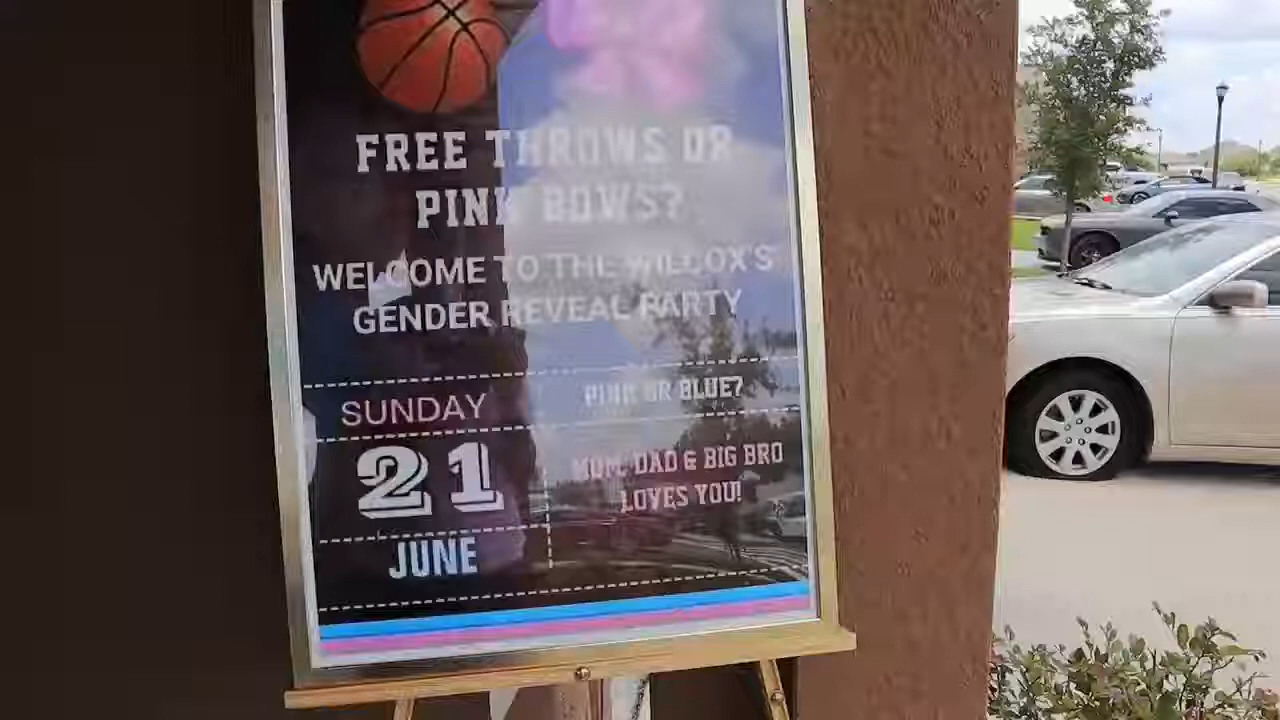 FREE THROWS OR
PINK BOWS?
WELCOME TO THE WILCOX'S
GENDER REVEAL PARTY
SUNDAY
21
JUNE
PINK OR BLUE?
MOM, DAD & BIG BRO
LOVES YOU!